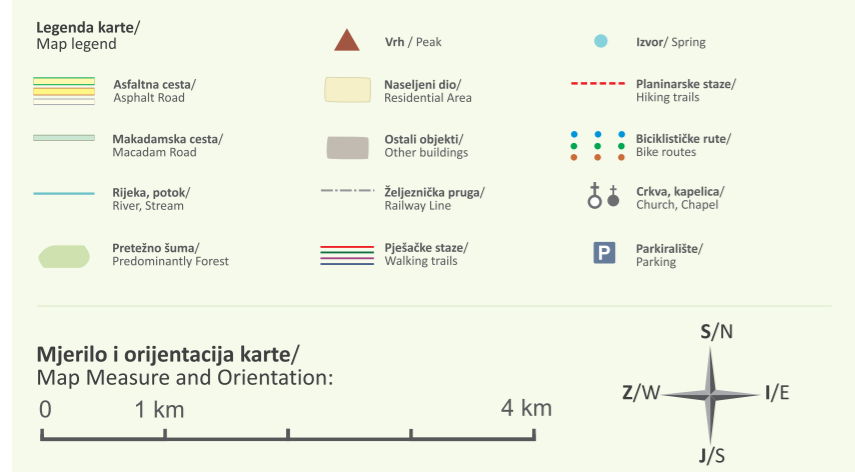 Legenda karte/
Map legend
Asfaltna cesta/
Asphalt Road
Makadamska cesta/
Macadam Road
Rijeka, potok/
River, Stream
Pretežno šuma/
Predominantly Forest
Vrh / Peak
Naseljeni dio/
Residential Area
Ostali objekti/
Other buildings
Željeznička pruga/
Railway Line
Pješačke staze/
Walking trails
Izvor/ Spring
Planinarske staze/
Hiking trails
Biciklističke rute/
Bike routes
Crkva, kapelica/
Church, Chapel
P
Parkiralište/
Parking
Mjerilo i orijentacija karte/
Map Measure and Orientation:
0 1 km 4 km
S/N
Z/W I/E
J/S